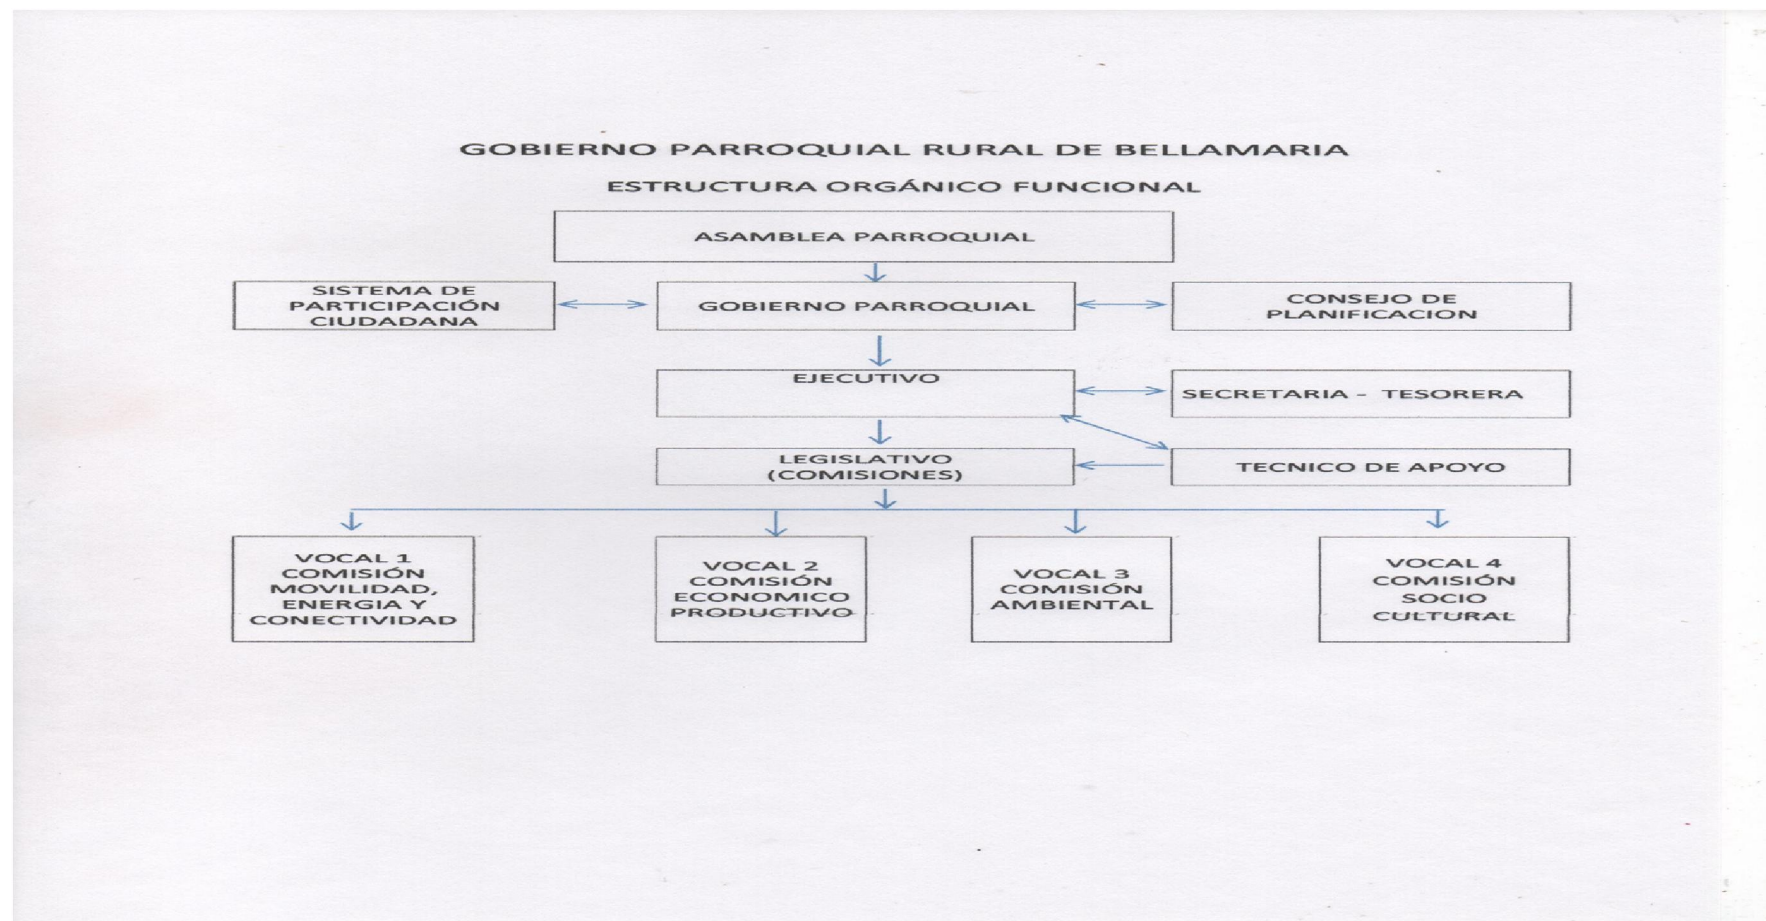 GOBIERNO PARROQUIAL RURAL DE BELLAMARIA
ESTRUCTURA ORGÁNICO FUNCIONAL
ASAMBLEA PARROQUIAL
SISTEMA DE
PARTICIPACIÓN
CIUDADANA
GOBIERNO PARROQUIAL
CONSEJO DE
PLANIFICACION
EJECUTIVO
SECRETARIA - TESORERA
LEGISLATIVO
(COMISIONES)
TECNICO DE APOYO
VOCAL 1
COMISIÓN
MOVILIDAD,
ENERGIA Y
CONECTIVIDAD
VOCAL 2
COMISIÓN
ECONOMICO
PRODUCTIVO
VOCAL 3
COMISIÓN
AMBIENTAL
VOCAL 4
COMISIÓN
SOCIO
CULTURAL